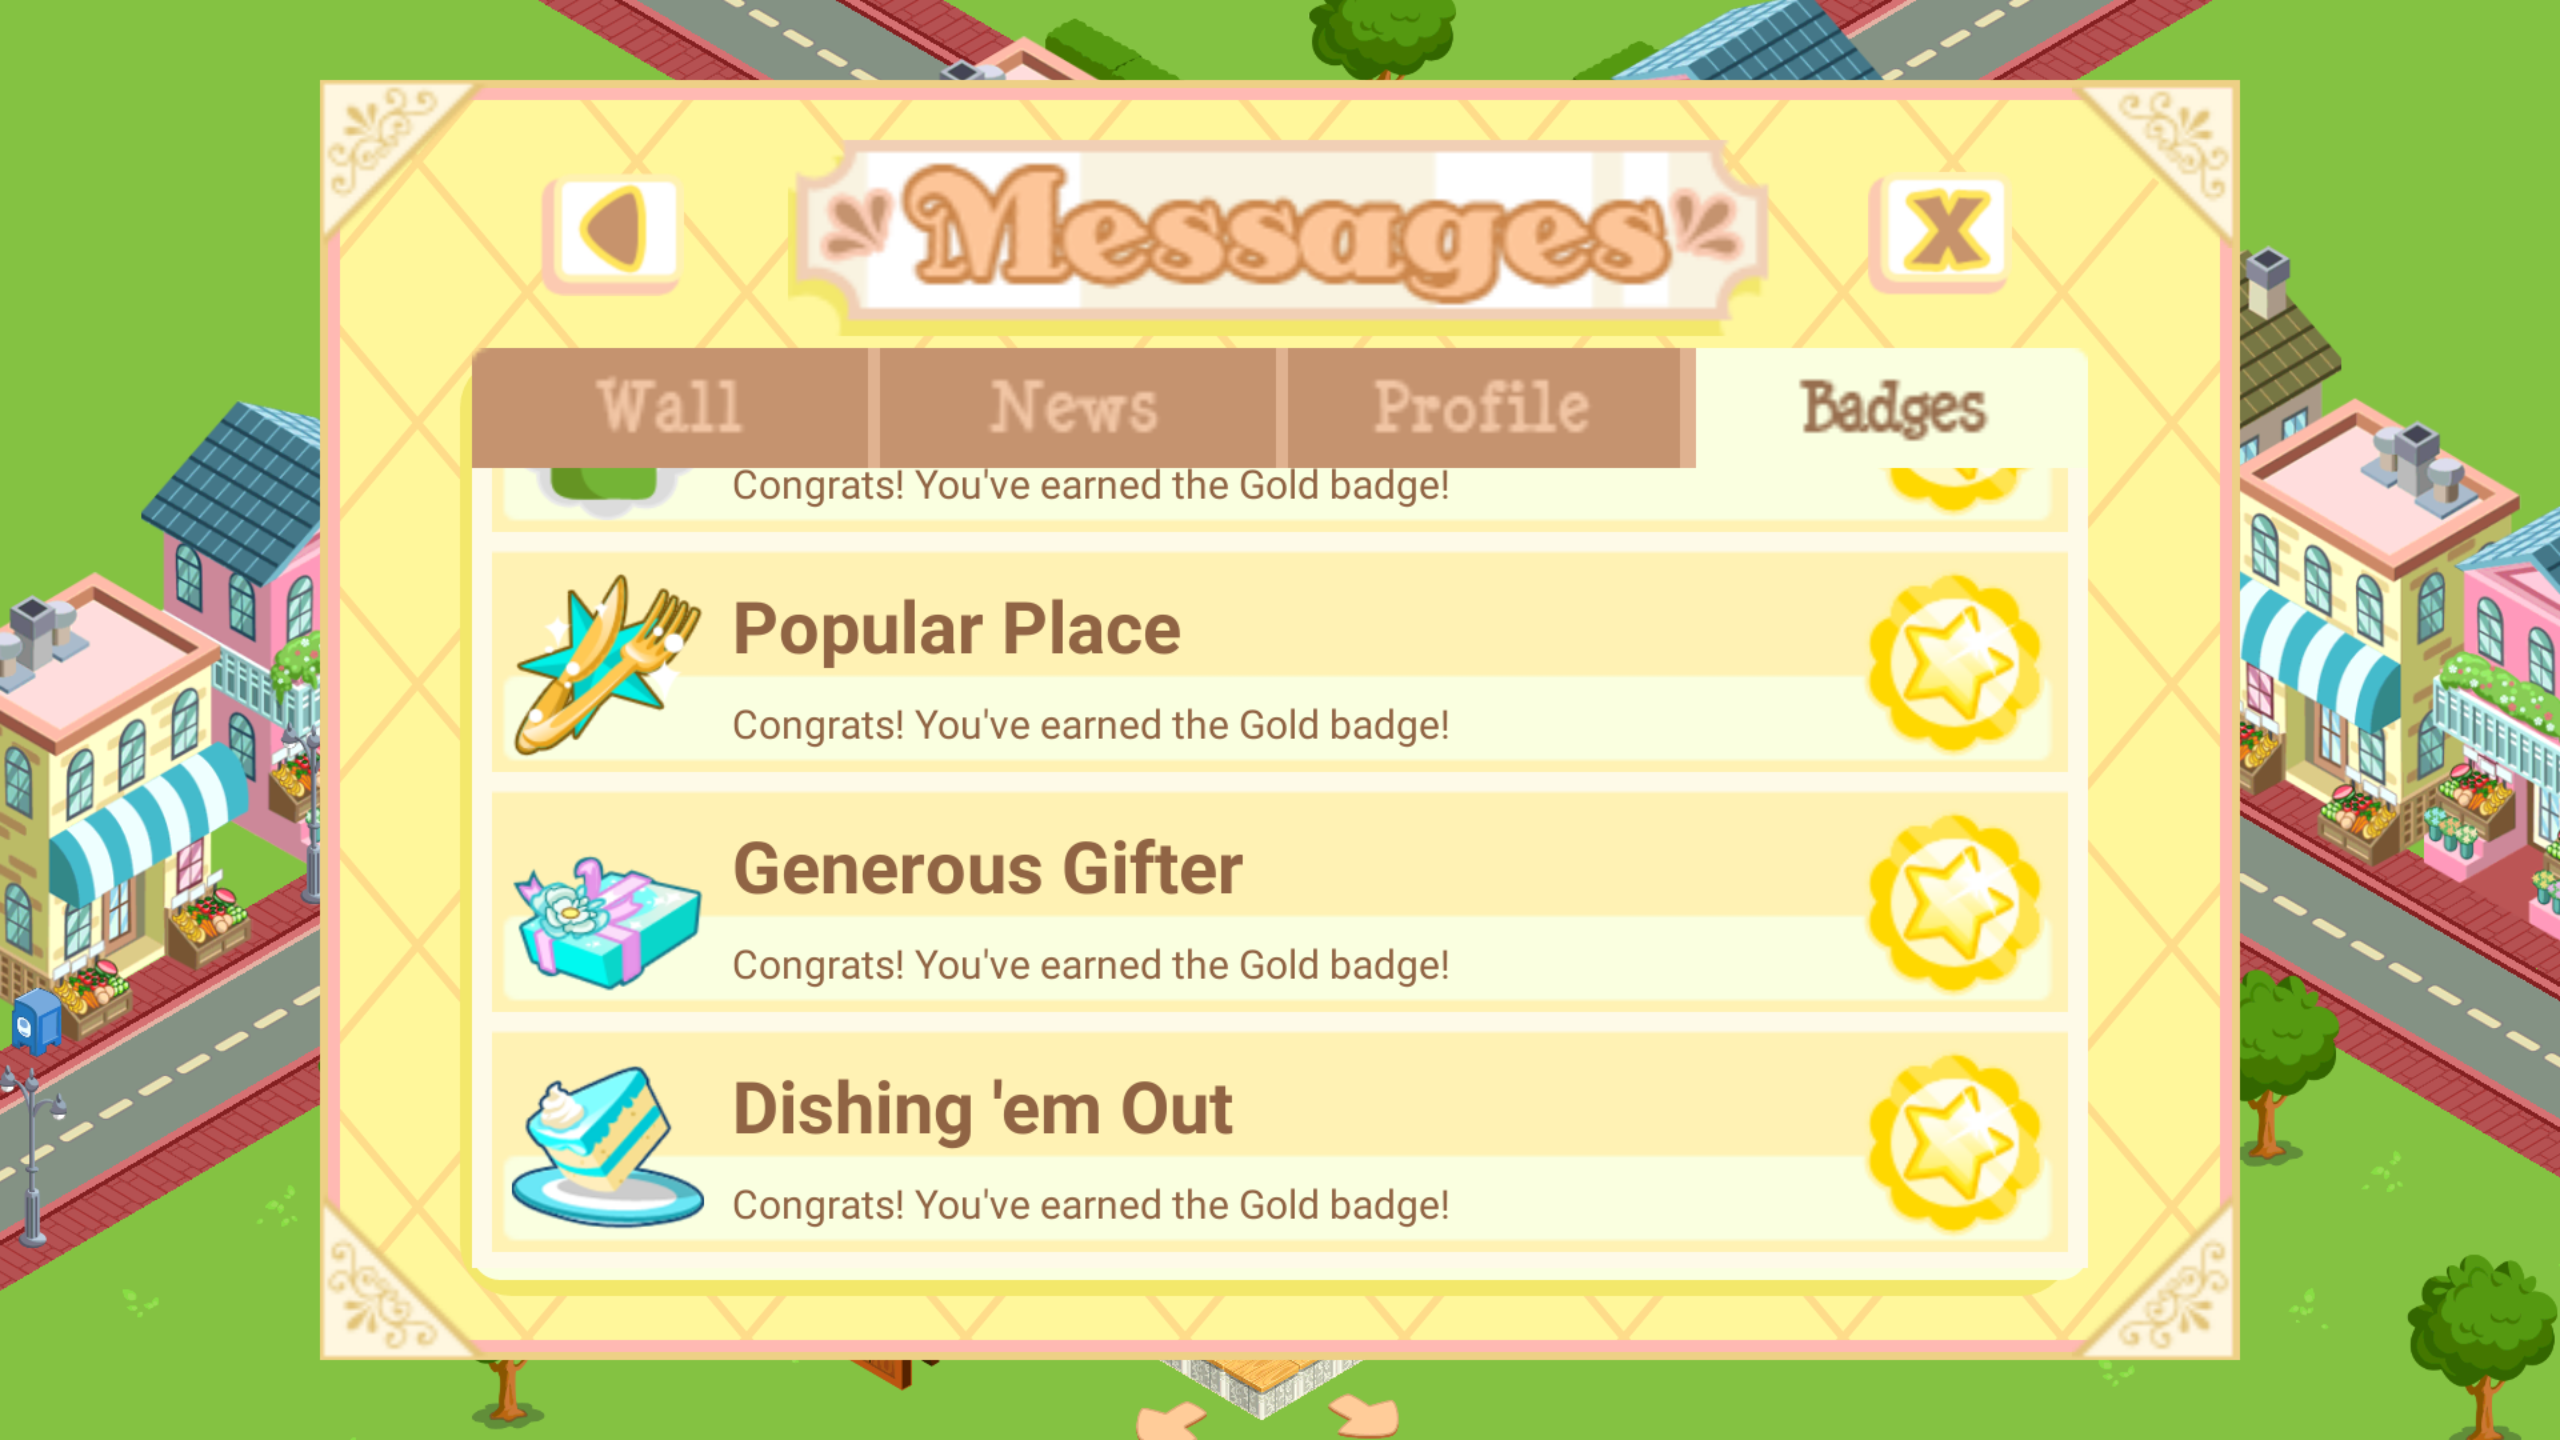 Messages
Wall
News
Profile
Badges
Congrats! You've earned the Gold badge!
Popular Place
Congrats! You've earned the Gold badge!
Generous Gifter
Congrats! You've earned the Gold badge!
Dishing 'em Out
Congrats! You've earned the Gold badge!